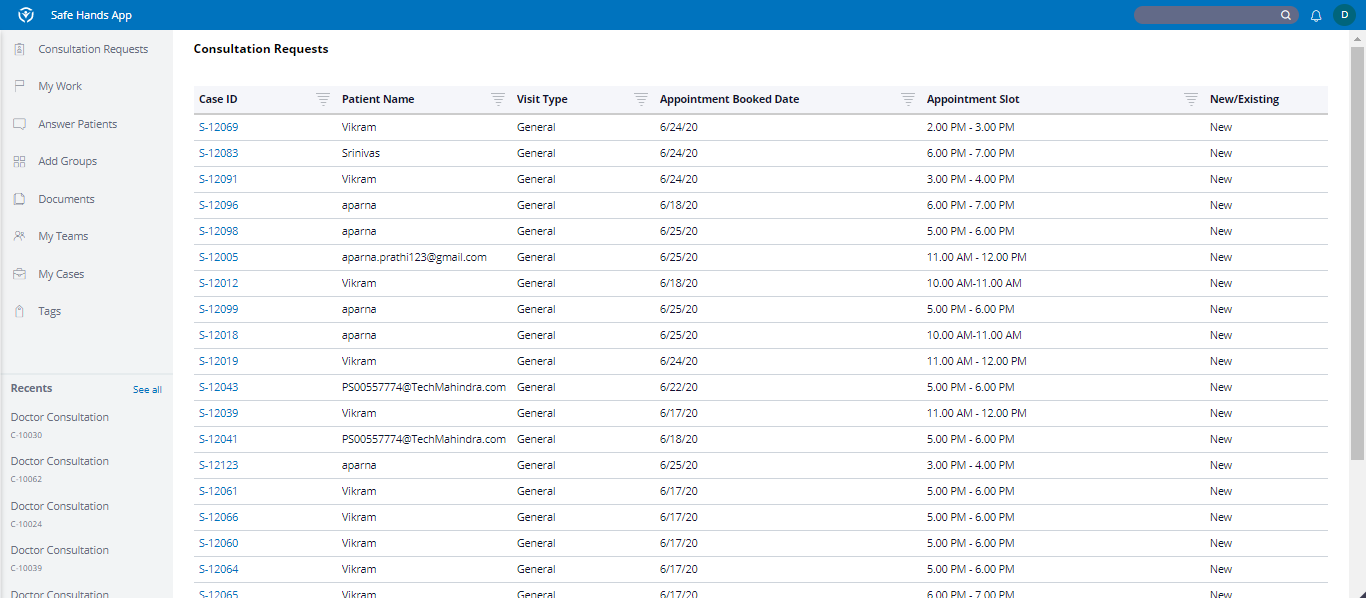 Safe Hands App
D
Consultation Requests
My Work
Answer Patients
Add Groups
Documents
My Teams
My Cases
Tags
Recents See all
Doctor Consultation
C-10030
Doctor Consultation
C-10062
Doctor Consultation
C-10024
Doctor Consultation
C-10039
Doctor Consultation
Consultation Requests
Case ID Patient Name Visit Type Appointment Booked Date Appointment Slot New/Existing
S-12069 Vikram General 6/24/20 2.00 PM - 3.00 PM New
S-12083 Srinivas General 6/24/20 6.00 PM - 7.00 PM New
S-12091 Vikram General 6/24/20 3.00 PM - 4.00 PM New
S-12096 aparna General 6/18/20 6.00 PM - 7.00 PM New
S-12098 aparna General 6/25/20 5.00 PM - 6.00 PM New
S-12005 aparna.prathi123@gmail.com General 6/25/20 11.00 AM - 12.00 PM New
S-12012 Vikram General 6/18/20 10.00 AM-11.00 AM New
S-12099 aparna General 6/25/20 5.00 PM - 6.00 PM New
S-12018 aparna General 6/25/20 10.00 AM-11.00 AM New
S-12019 Vikram General 6/24/20 11.00 AM - 12.00 PM New
S-12043 PS00557774@TechMahindra.com General 6/22/20 5.00 PM - 6.00 PM New
S-12039 Vikram General 6/17/20 11.00 AM - 12.00 PM New
S-12041 PS00557774@TechMahindra.com General 6/18/20 5.00 PM - 6.00 PM New
S-12123 aparna General 6/25/20 3.00 PM - 4.00 PM New
S-12061 Vikram General 6/17/20 5.00 PM - 6.00 PM New
S-12066 Vikram General 6/17/20 5.00 PM - 6.00 PM New
S-12060 Vikram General 6/17/20 5.00 PM - 6.00 PM New
S-12064 Vikram General 6/17/20 5.00 PM - 6.00 PM New
S-12065 Vikram General 6/17/20 6.00 PM - 7.00 PM New